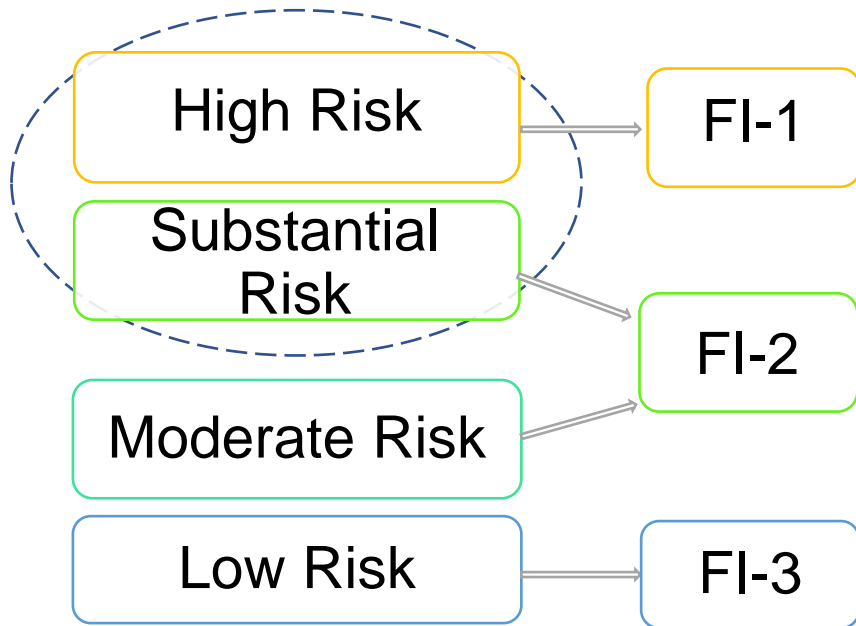 High Risk
FI-1
Substantial
Risk
FI-2
Moderate Risk
Low Risk
FI-3